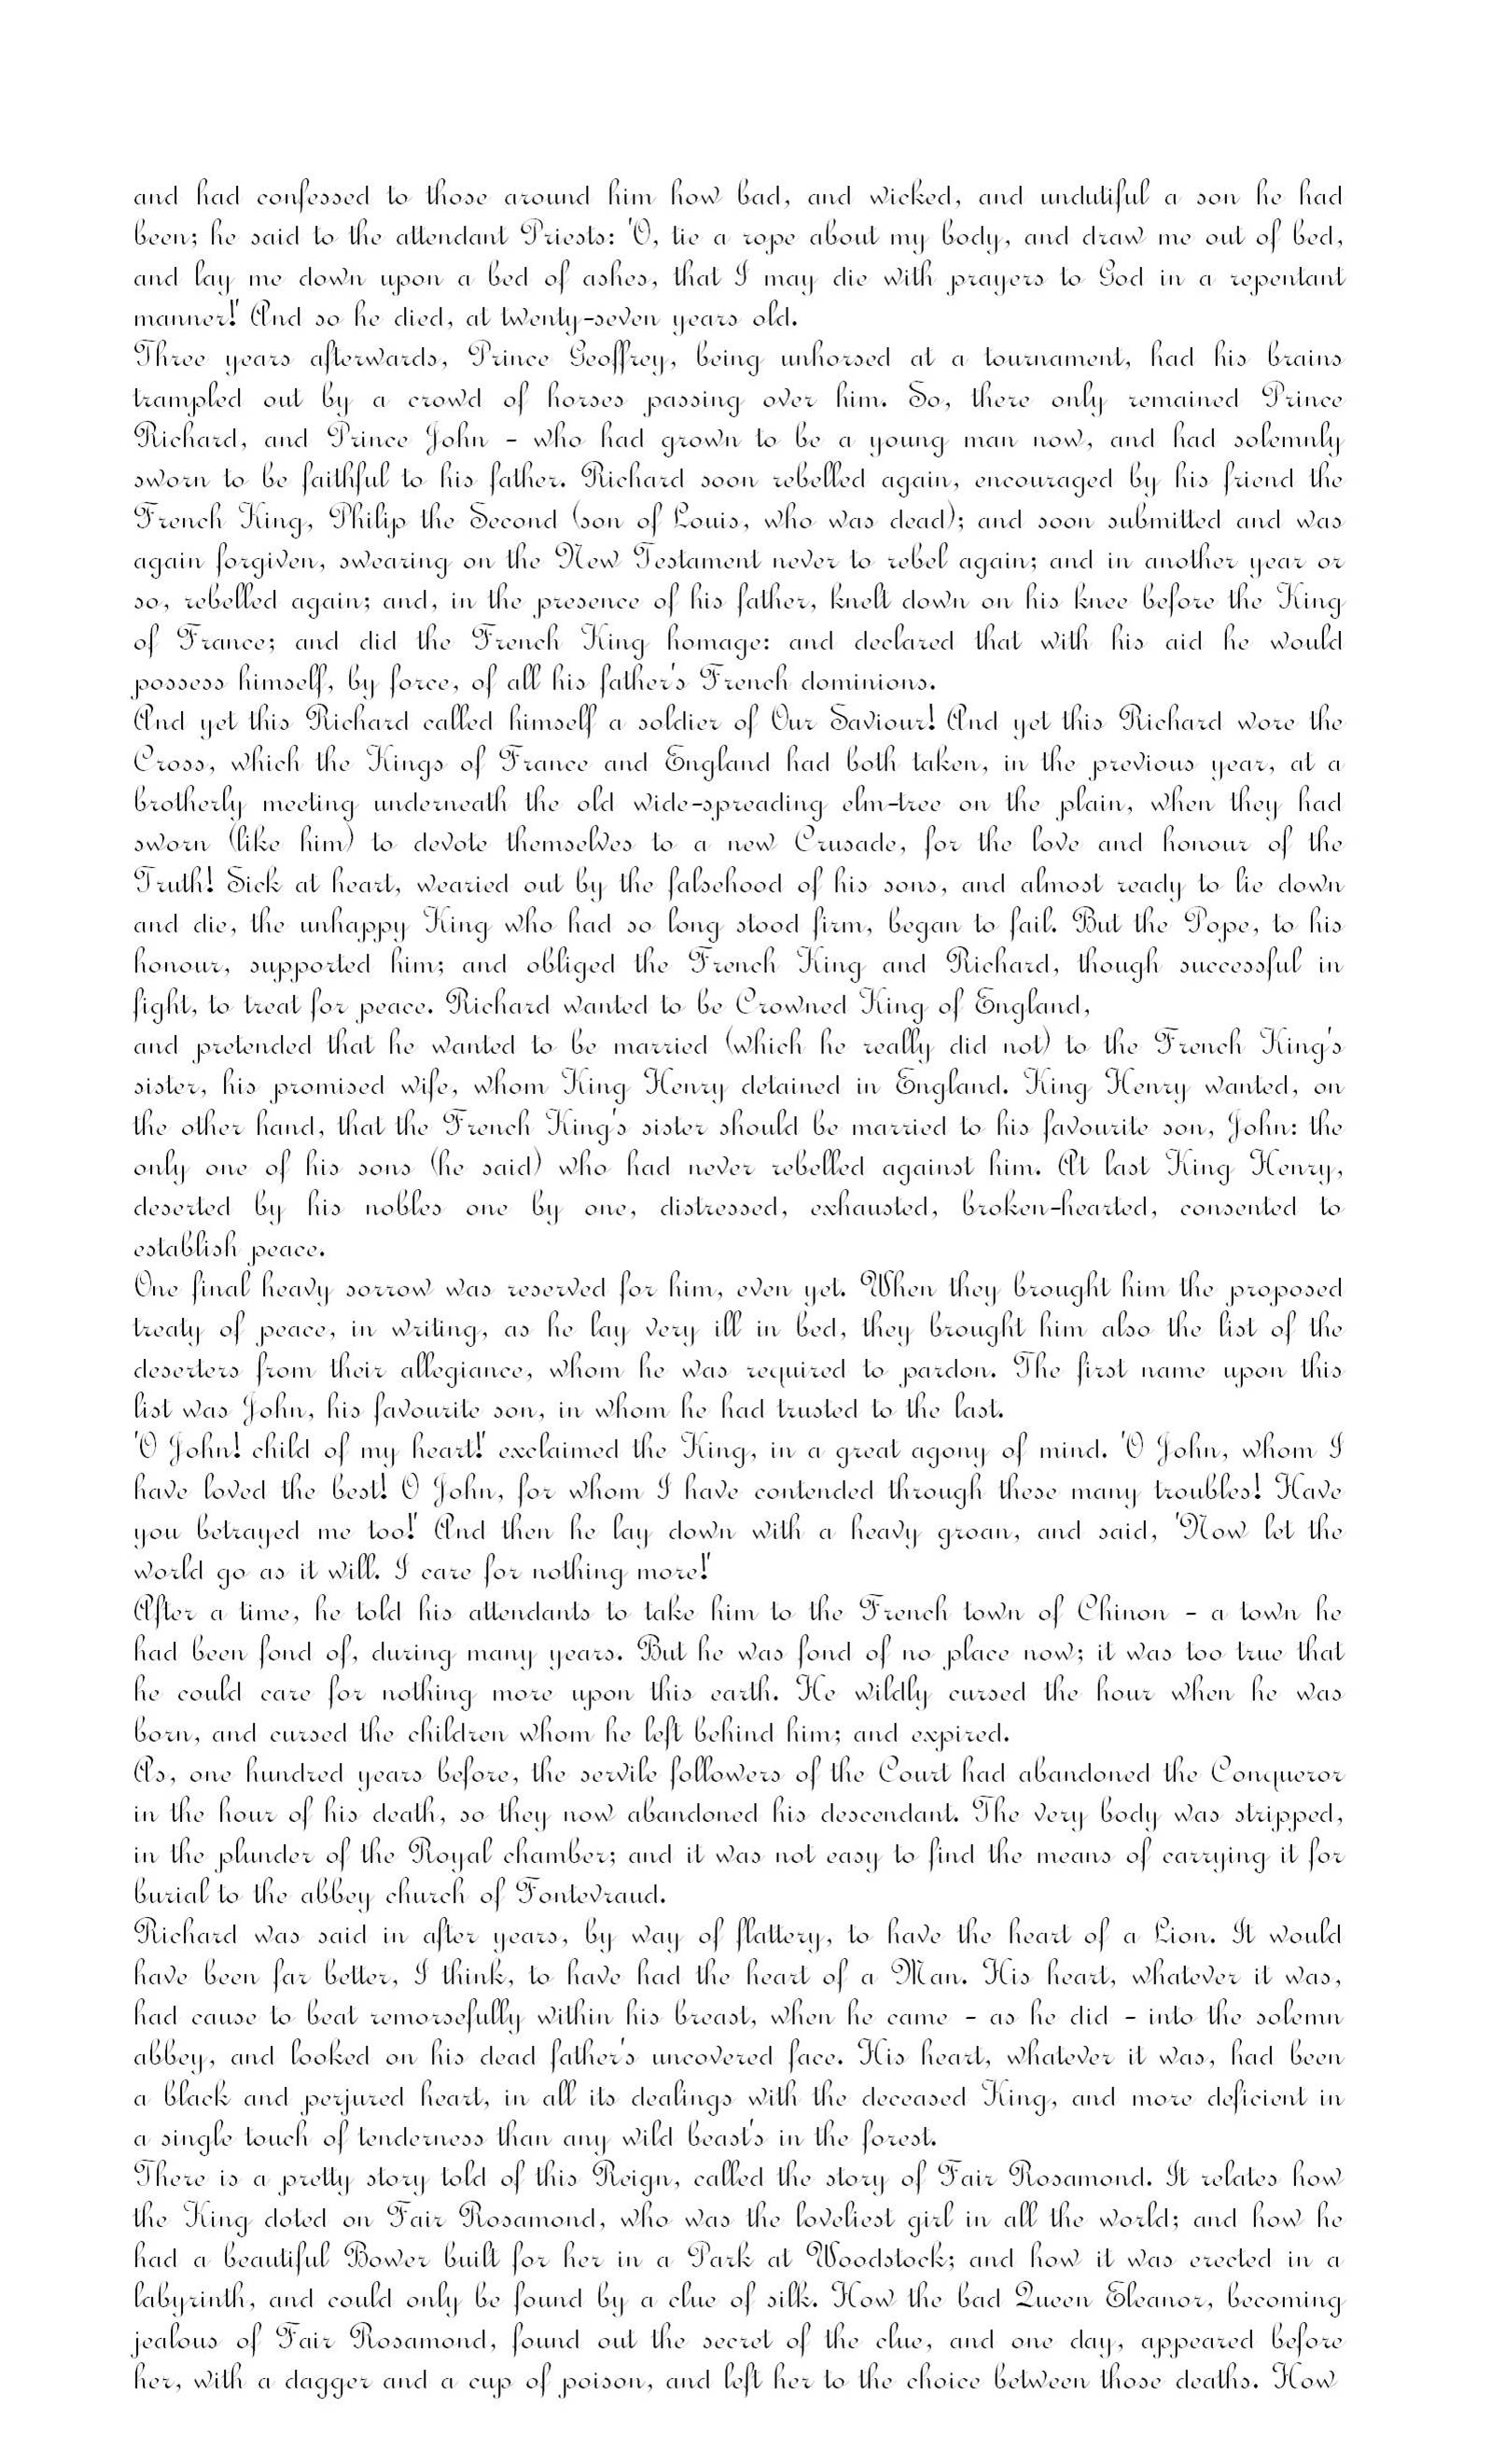 and had confessed to those around him how bad, and wicked, and undutiful a son he had
been; he said to the attendant Priests: 'O, tie a rope about my body, and draw me out of bed,
and lay me down upon a bed of ashes, that I may die with prayers to God in a repentant
manner!' And so he died, at twenty-seven years old.
Three years afterwards, Prince Geoffrey, being unhorsed at a tournament, had his brains
trampled out by a crowd of horses passing over him. So, there only remained Prince
Richard, and Prince John - who had grown to be a young man now, and had solemnly
sworn to be faithful to his father. Richard soon rebelled again, encouraged by his friend the
French King, Philip the Second (son of Louis, who was dead); and soon submitted and was
again forgiven, swearing on the New Testament never to rebel again; and in another year or
so, rebelled again; and, in the presence of his father, knelt down on his knee before the King
of France; and did the French King homage: and declared that with his aid he would
possess himself, by force, of all his father's French dominions.
And yet this Richard called himself a soldier of Our Saviour! And yet this Richard wore the
Cross, which the Kings of France and England had both taken, in the previous year, at a
brotherly meeting underneath the old wide-spreading elm-tree on the plain, when they had
sworn (like him) to devote themselves to a new Crusade, for the love and honour of the
Truth! Sick at heart, wearied out by the falsehood of his sons, and almost ready to lie down
and die, the unhappy King who had so long stood firm, began to fail. But the Pope, to his
honour, supported him; and obliged the French King and Richard, though successful in
fight, to treat for peace. Richard wanted to be Crowned King of England,
and pretended that he wanted to be married (which he really did not) to the French King's
sister, his promised wife, whom King Henry detained in England. King Henry wanted, on
the other hand, that the French King's sister should be married to his favourite son, John: the
only one of his sons (he said) who had never rebelled against him. At last King Henry,
deserted by his nobles one by one, distressed, exhausted, broken-hearted, consented to
establish peace.
One final heavy sorrow was reserved for him, even yet. When they brought him the proposed
treaty of peace, in writing, as he lay very ill in bed, they brought him also the list of the
deserters from their allegiance, whom he was required to pardon. The first name upon this
list was John, his favourite son, in whom he had trusted to the last.
'O John! child of my heart!' exclaimed the King, in a great agony of mind. 'O John, whom I
have loved the best! O John, for whom I have contended through these many troubles! Have
you betrayed me too!' And then he lay down with a heavy groan, and said, 'Now let the
world go as it will. I care for nothing more!'
After a time, he told his attendants to take him to the French town of Chinon - a town he
had been fond of, during many years. But he was fond of no place now; it was too true that
he could care for nothing more upon this earth. He wildly cursed the hour when he was
born, and cursed the children whom he left behind him; and expired.
As, one hundred years before, the servile followers of the Court had abandoned the Conqueror
in the hour of his death, so they now abandoned his descendant. The very body was stripped,
in the plunder of the Royal chamber; and it was not easy to find the means of carrying it for
burial to the abbey church of Fontevraud.
Richard was said in after years, by way of flattery, to have the heart of a Lion. It would
have been far better, I think, to have had the heart of a Man. His heart, whatever it was,
had cause to beat remorsefully within his breast, when he came - as he did - into the solemn
abbey, and looked on his dead father's uncovered face. His heart, whatever it was, had been
a black and perjured heart, in all its dealings with the deceased King, and more deficient in
a single touch of tenderness than any wild beast's in the forest.
There is a pretty story told of this Reign, called the story of Fair Rosamond. It relates how
the King doted on Fair Rosamond, who was the loveliest girl in all the world; and how he
had a beautiful Bower built for her in a Park at Woodstock; and how it was erected in a
labyrinth, and could only be found by a clue of silk. How the bad Queen Eleanor, becoming
jealous of Fair Rosamond, found out the secret of the clue, and one day, appeared before
her, with a dagger and a cup of poison, and left her to the choice between those deaths. How